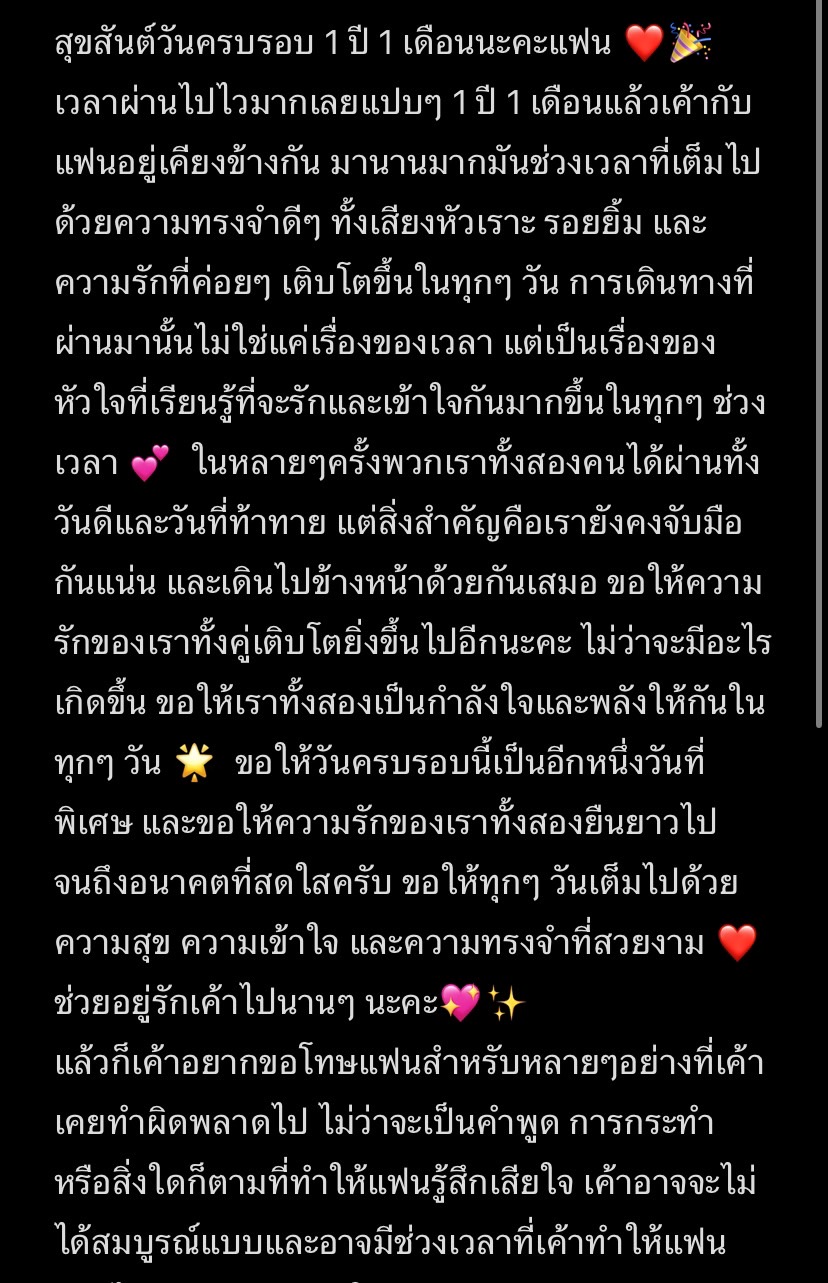 สุขสันต์วันครบรอบ 1 ปี 1 เดือนนะคะแฟน ❤️🎉
เวลาผ่านไปไวมากเลยแปบๆ 1 ปี 1 เดือนแล้วเค้ากับ
แฟนอยู่เคียงข้างกัน มานานมากมันช่วงเวลาที่เต็มไป
ด้วยความทรงจำดีๆ ทั้งเสียงหัวเราะ รอยยิ้ม และ
ความรักที่ค่อยๆ เติบโตขึ้นในทุกๆ วัน การเดินทางที่
ผ่านมานั้นไม่ใช่แค่เรื่องของเวลา แต่เป็นเรื่องของ
หัวใจที่เรียนรู้ที่จะรักและเข้าใจกันมากขึ้นในทุกๆ ช่วง
เวลา 💕 ในหลายๆครั้งพวกเราทั้งสองคนได้ผ่านทั้ง
วันดีและวันที่ท้าทาย แต่สิ่งสำคัญคือเรายังคงจับมือ
กันแน่น และเดินไปข้างหน้าด้วยกันเสมอ ขอให้ความ
รักของเราทั้งคู่เติบโตยิ่งขึ้นไปอีกนะคะ ไม่ว่าจะมีอะไร
เกิดขึ้น ขอให้เราทั้งสองเป็นกำลังใจและพลังให้กันใน
ทุกๆ วัน 🌟 ขอให้วันครบรอบนี้เป็นอีกหนึ่งวันที่
พิเศษ และขอให้ความรักของเราทั้งสองยืนยาวไป
จนถึงอนาคตที่สดใสครับ ขอให้ทุกๆ วันเต็มไปด้วย
ความสุข ความเข้าใจ และความทรงจำที่สวยงาม ❤️
ช่วยอยู่รักเค้าไปนานๆ นะคะ💖✨
แล้วก็เค้าอยากขอโทษแฟนสำหรับหลายๆอย่างที่เค้า
เคยทำผิดพลาดไป ไม่ว่าจะเป็นคำพูด การกระทำ
หรือสิ่งใดก็ตามที่ทำให้แฟนรู้สึกเสียใจ เค้าอาจจะไม่
ได้สมบูรณ์แบบและอาจมีช่วงเวลาที่เค้าทำให้แฟน